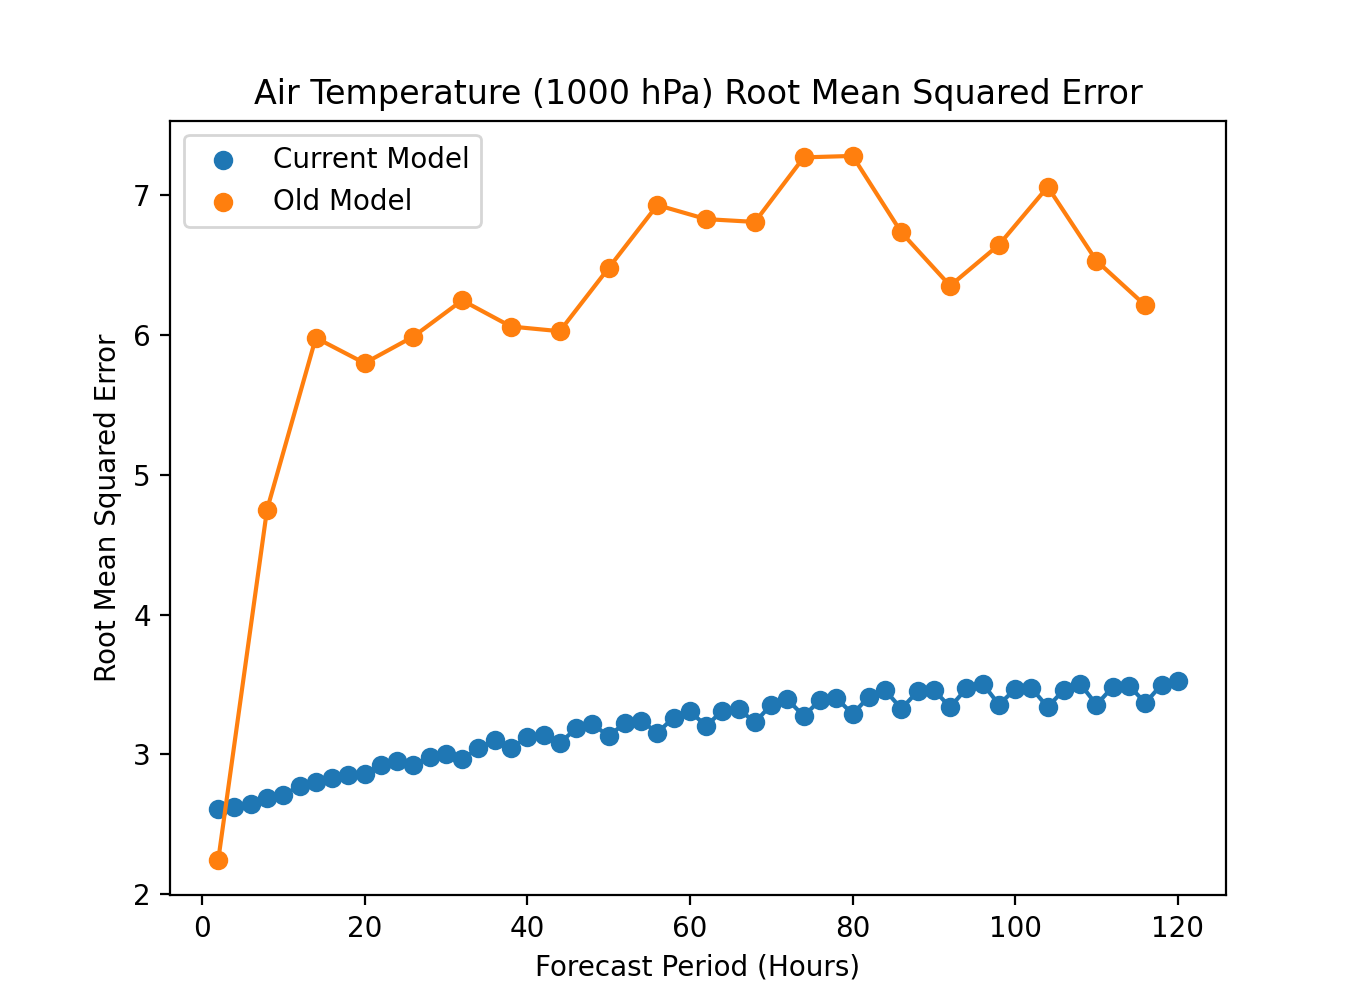 Air Temperature (1000 hPa) Root Mean Squared Error
Current Model
Old Model
Root Mean Squared Error
7
6
5
4
3
2
0 20 40 60 80 100 120
Forecast Period (Hours)